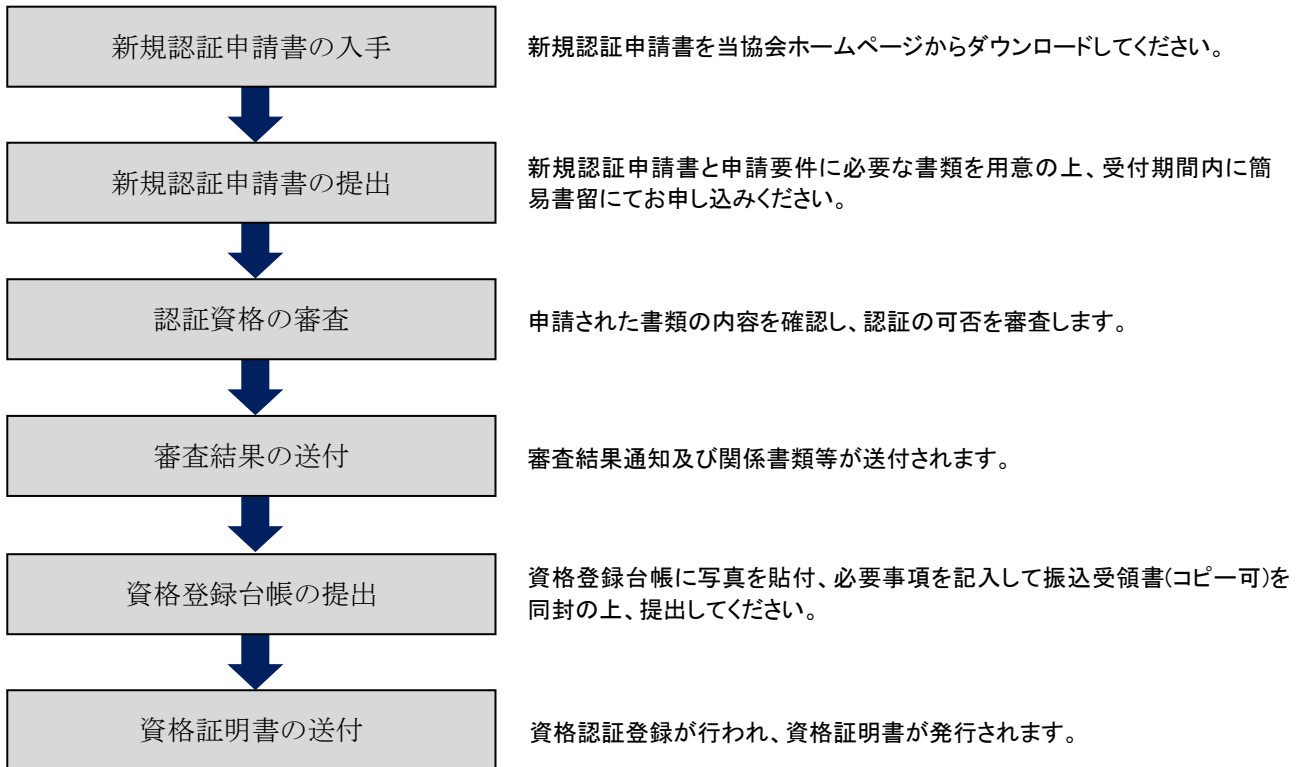 新規認証申請書の入手
新規認証申請書を当協会ホームページからダウンロードしてください。
新規認証申請書の提出
新規認証申請書と申請要件に必要な書類を用意の上、受付期間内に簡
易書留にてお申し込みください。
認証資格の審査
申請された書類の内容を確認し、認証の可否を審査します。
審査結果の送付
審査結果通知及び関係書類等が送付されます。
資格登録台帳の提出
資格登録台帳に写真を貼付、必要事項を記入して振込受領書(コピー可)を
同封の上、提出してください。
資格証明書の送付
資格認証登録が行われ、資格証明書が発行されます。